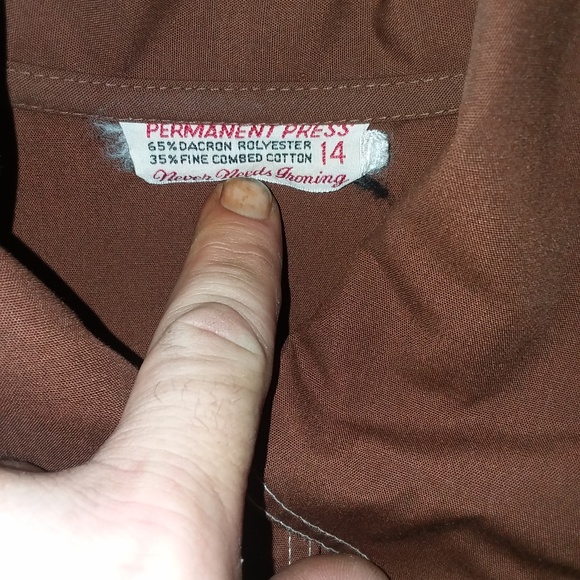 PERMANENT PRESS
65% DACRON POLYESTER
35% FINE COMBED COTTON 14
Never Needs Ironing